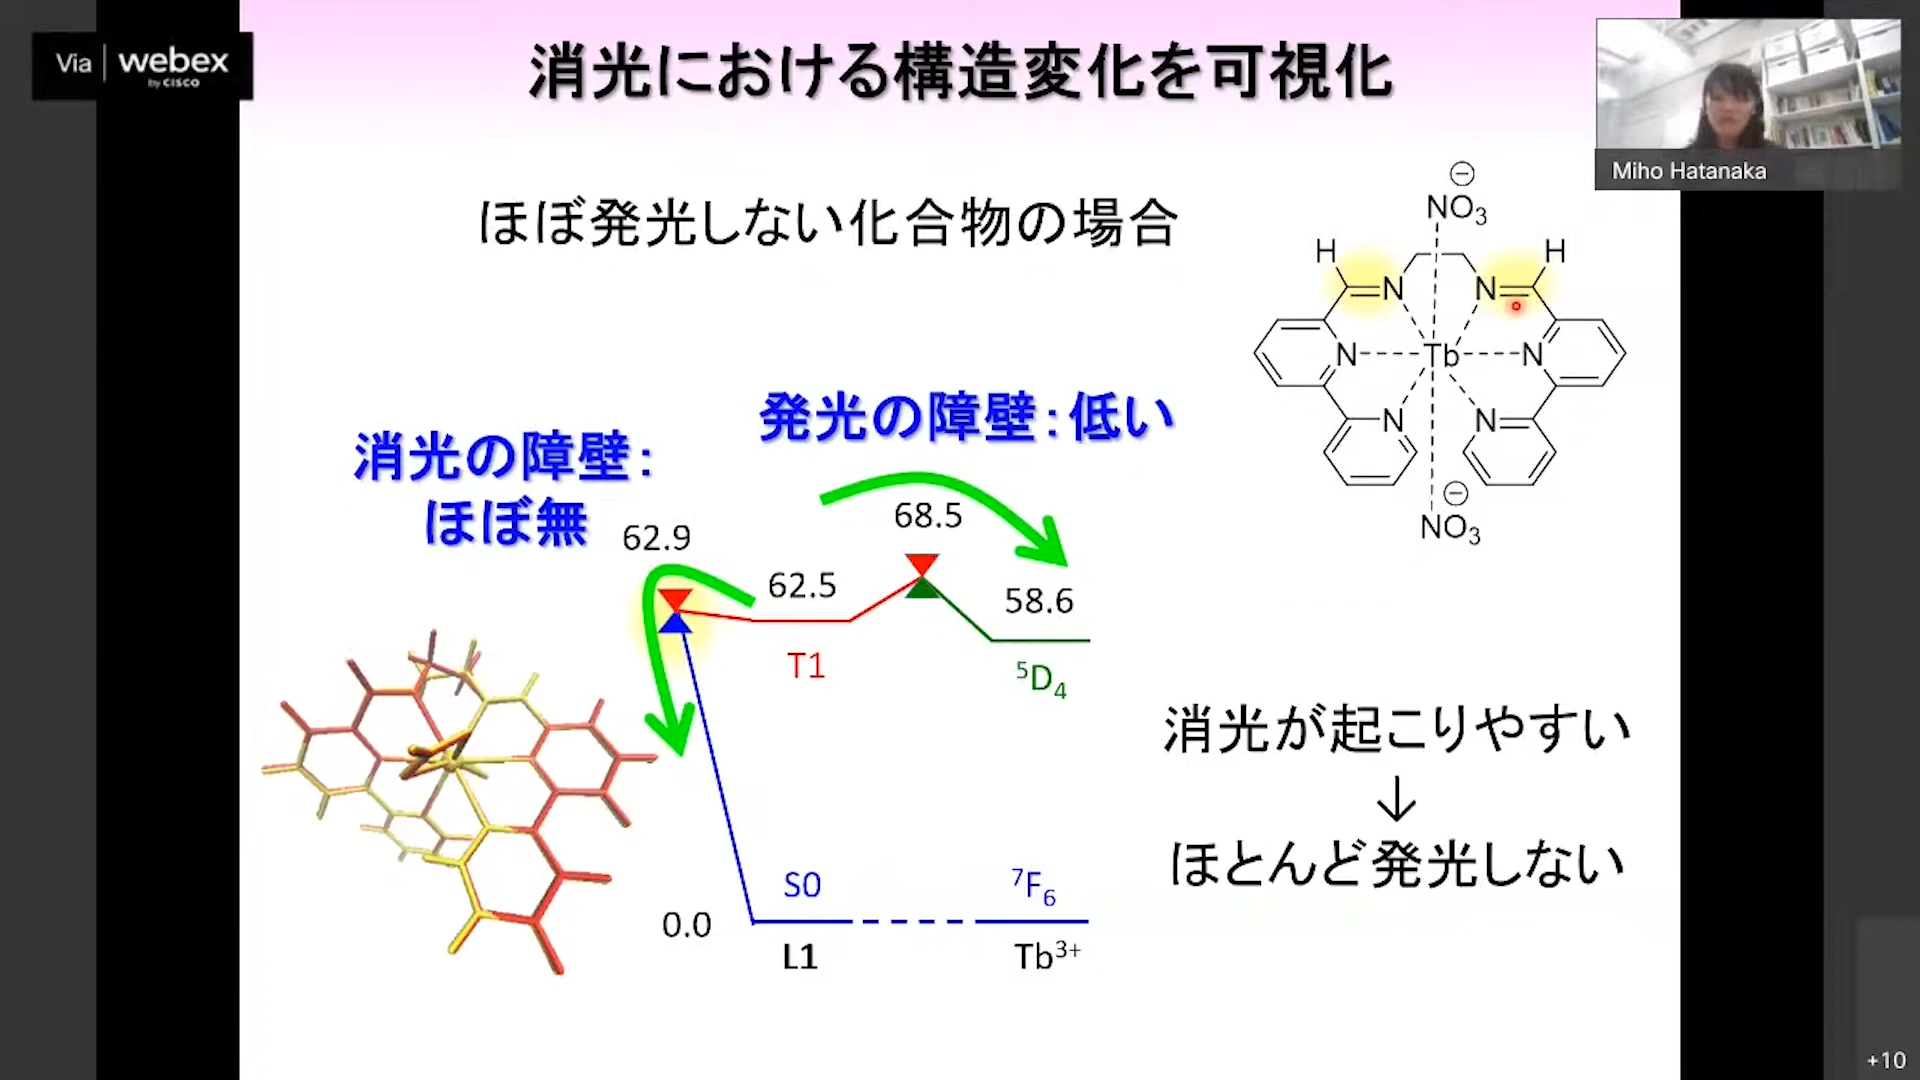 Via webex
by CISCO
消光における構造変化を可視化
Miho Hatanaka
ほぼ発光しない化合物の場合
⊖
NO3
H H
N N
N Tb N
N N
⊖
NO3
発光の障壁:低い
消光の障壁:
ほぼ無
62.9
68.5
62.5
58.6
T1
5D4
消光が起こりやすい
↓
ほとんど発光しない
S0
7F6
0.0
L1
Tb3+
+10